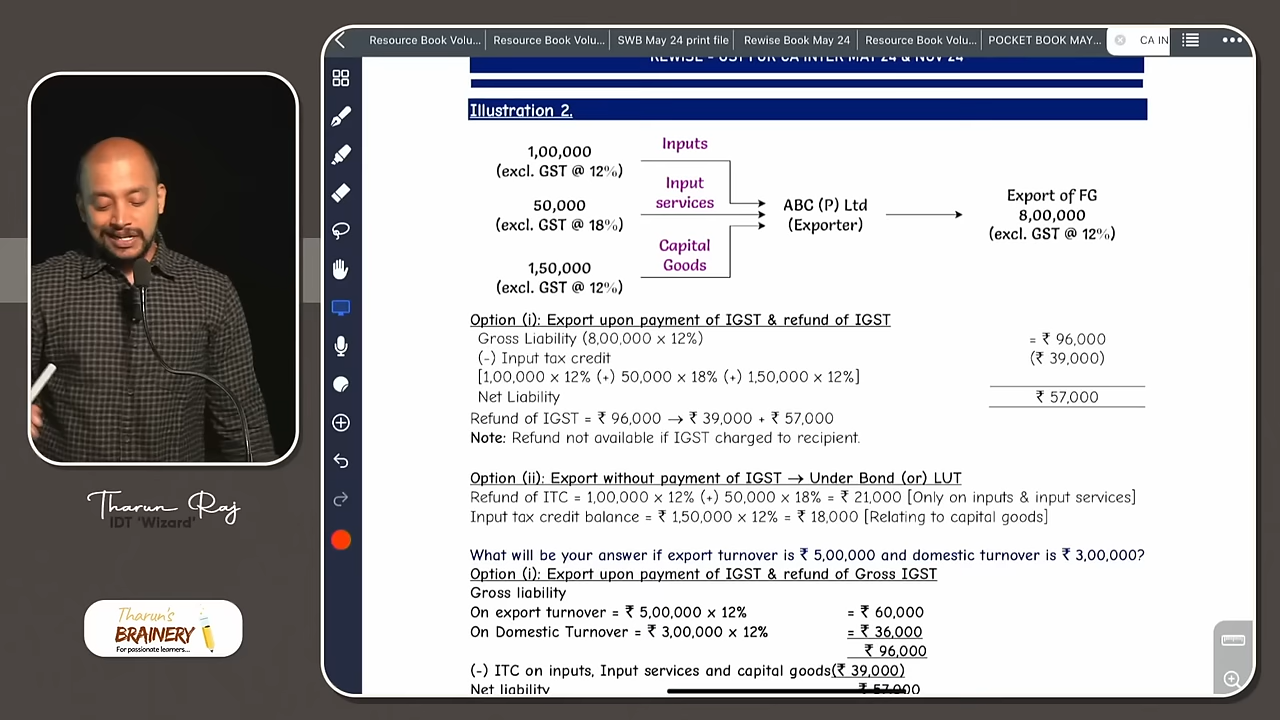 Resource Book Volu...
Resource Book Volu...
SWB May 24 print file
Rewise Book May 24
Resource Book Volu...
POCKET BOOK MAY...
CA IN
REWISE - GST FOR CA INTER MAY 24 & NOV 24
Illustration 2.
1,00,000
(excl. GST @ 12%)
Inputs
50,000
(excl. GST @ 18%)
Input
services
1,50,000
(excl. GST @ 12%)
Capital
Goods
ABC (P) Ltd
(Exporter)
Export of FG
8,00,000
(excl. GST @ 12%)
Option (i): Export upon payment of IGST & refund of IGST
Gross Liability (8,00,000 x 12%) = ₹ 96,000
(-) Input tax credit (₹ 39,000)
[1,00,000 x 12% (+) 50,000 x 18% (+) 1,50,000 x 12%]
Net Liability ₹ 57,000
Refund of IGST = ₹ 96,000 → ₹ 39,000 + ₹ 57,000
Note: Refund not available if IGST charged to recipient.
Option (ii): Export without payment of IGST → Under Bond (or) LUT
Refund of ITC = 1,00,000 x 12% (+) 50,000 x 18% = ₹ 21,000 [Only on inputs & input services]
Input tax credit balance = ₹ 1,50,000 x 12% = ₹ 18,000 [Relating to capital goods]
What will be your answer if export turnover is ₹ 5,00,000 and domestic turnover is ₹ 3,00,000?
Option (i): Export upon payment of IGST & refund of Gross IGST
Gross liability
On export turnover = ₹ 5,00,000 x 12% = ₹ 60,000
On Domestic Turnover = ₹ 3,00,000 x 12% = ₹ 36,000
₹ 96,000
(-) ITC on inputs, Input services and capital goods(₹ 39,000)
Net liability ₹ 57,000
Tharun Raj
IDT 'Wizard'
Tharun's
BRAINERY
For passionate learners...